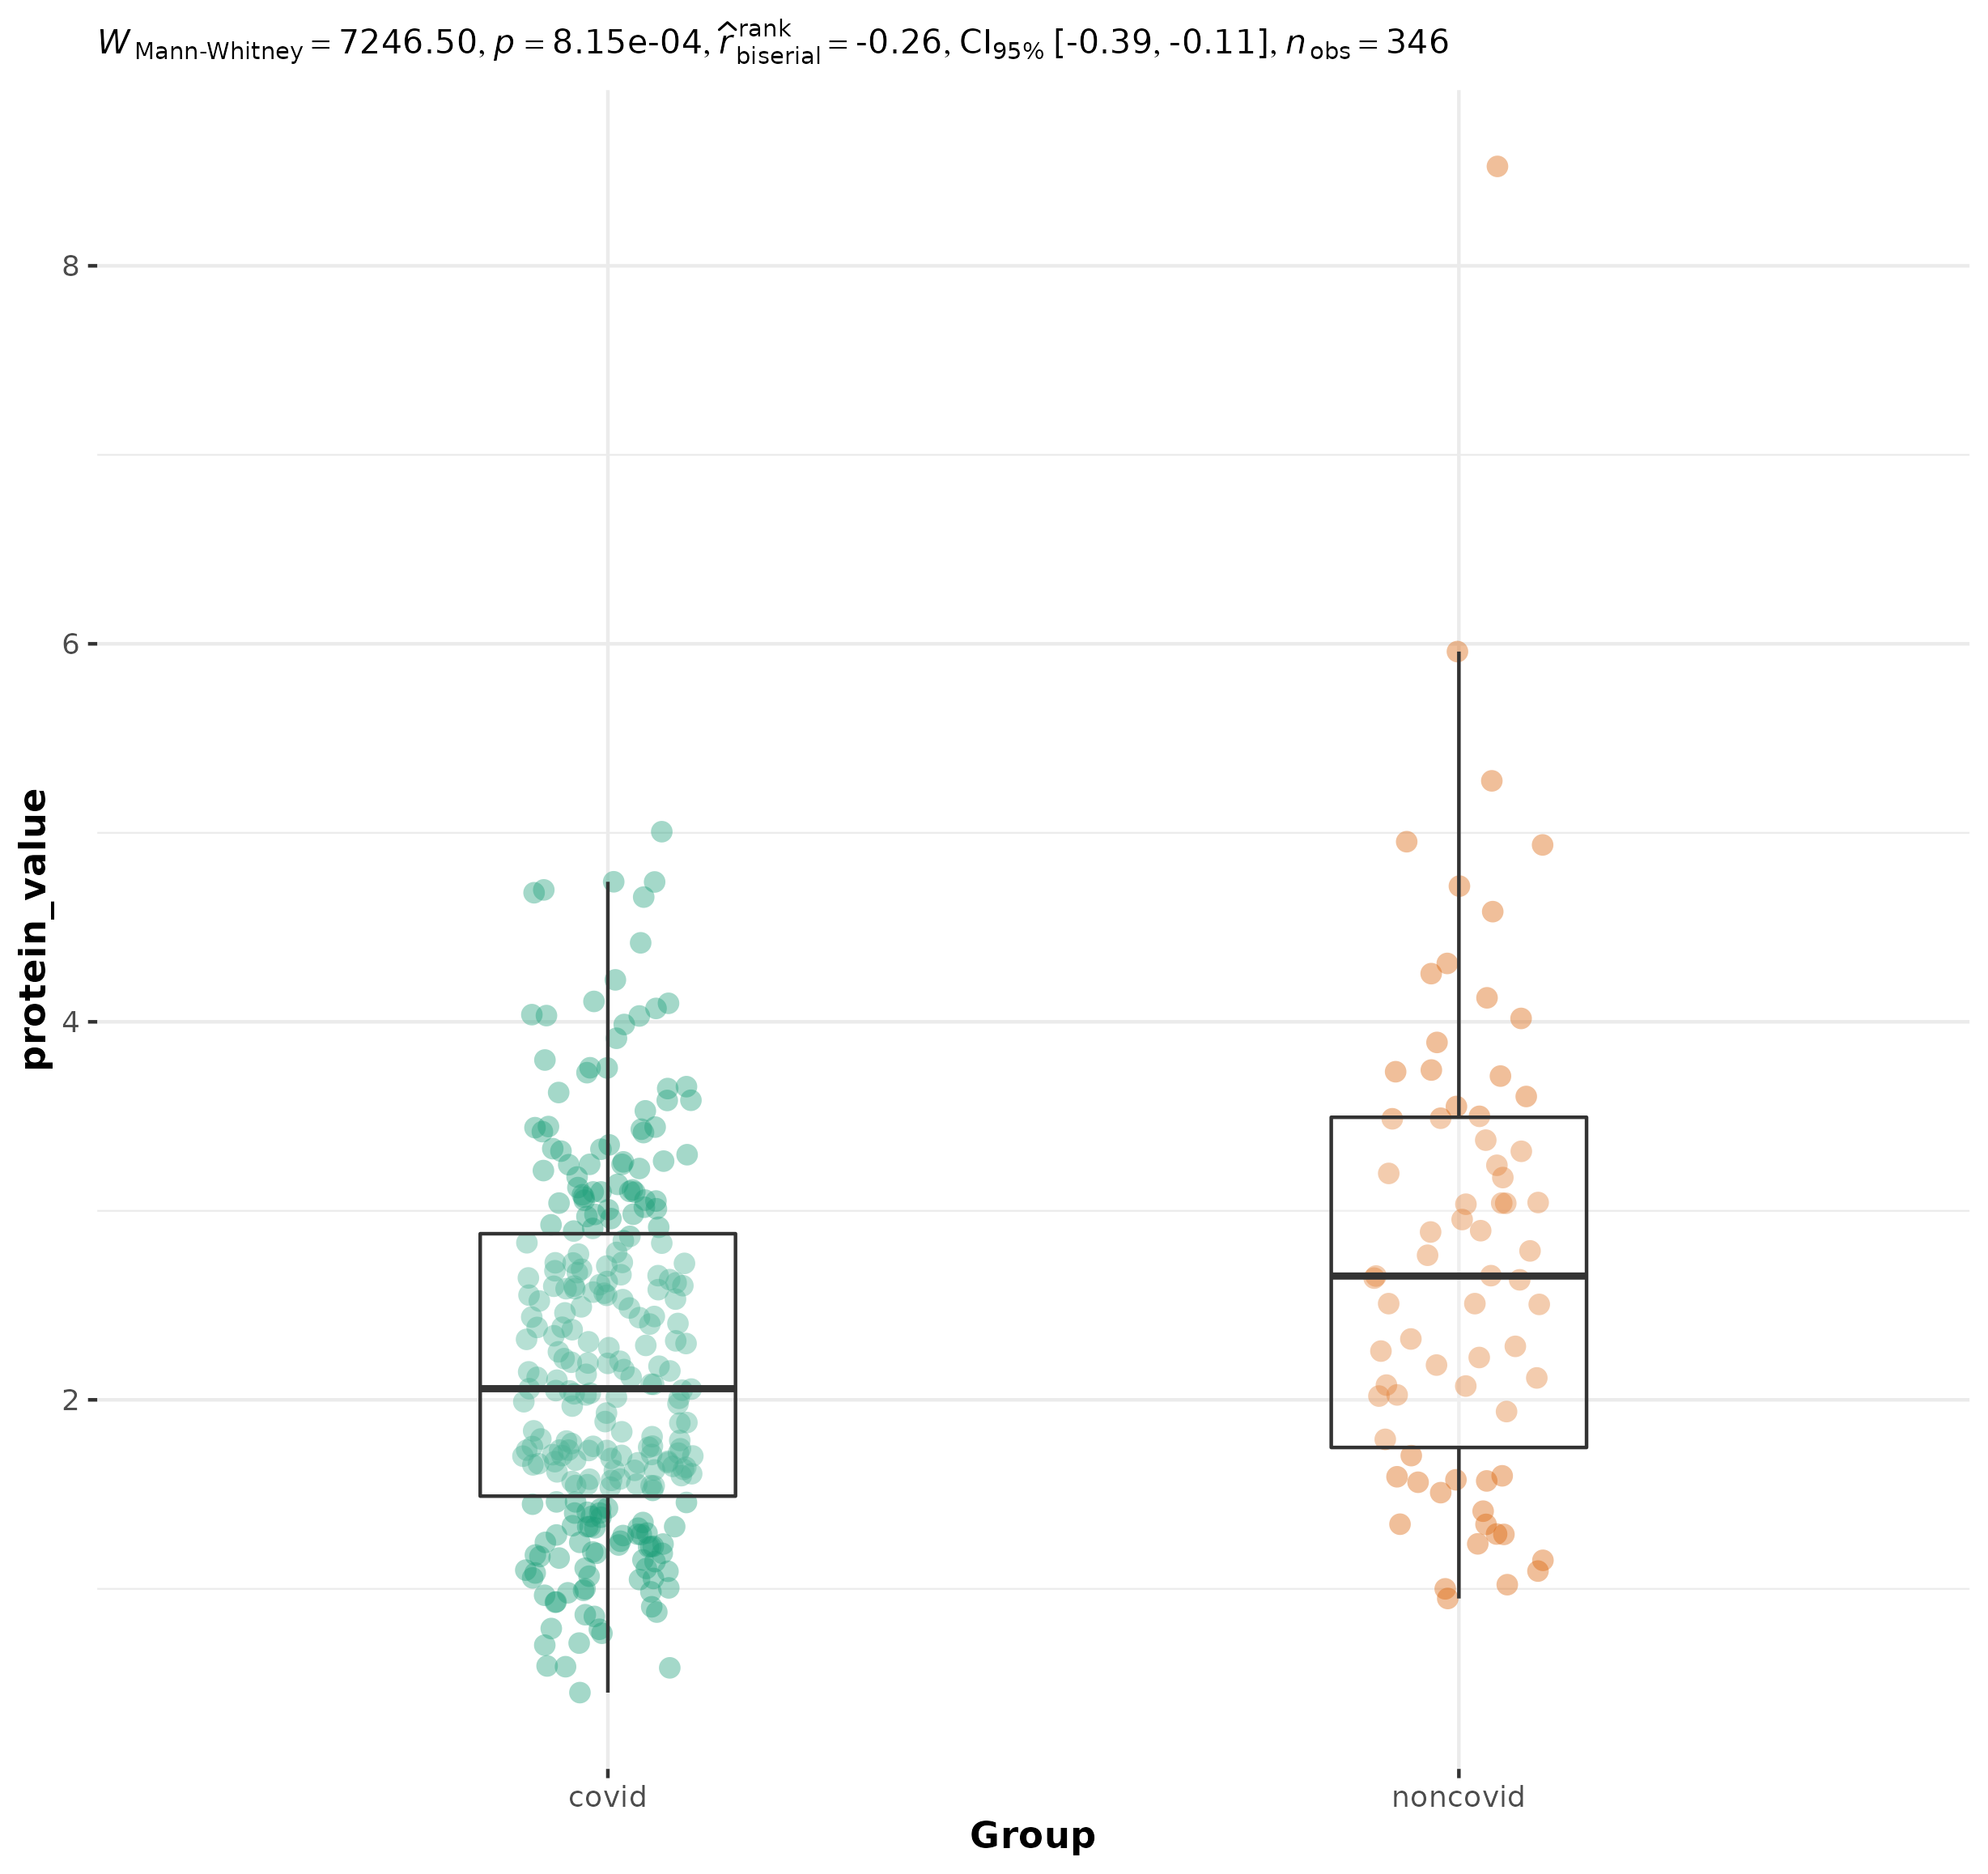 W Mann-Whitney = 7246.50, p = 8.15e-04, r̂ rank biserial = -0.26, CI95% [-0.39, -0.11], n obs = 346
8
6
4
2
protein_value
covid
noncovid
Group